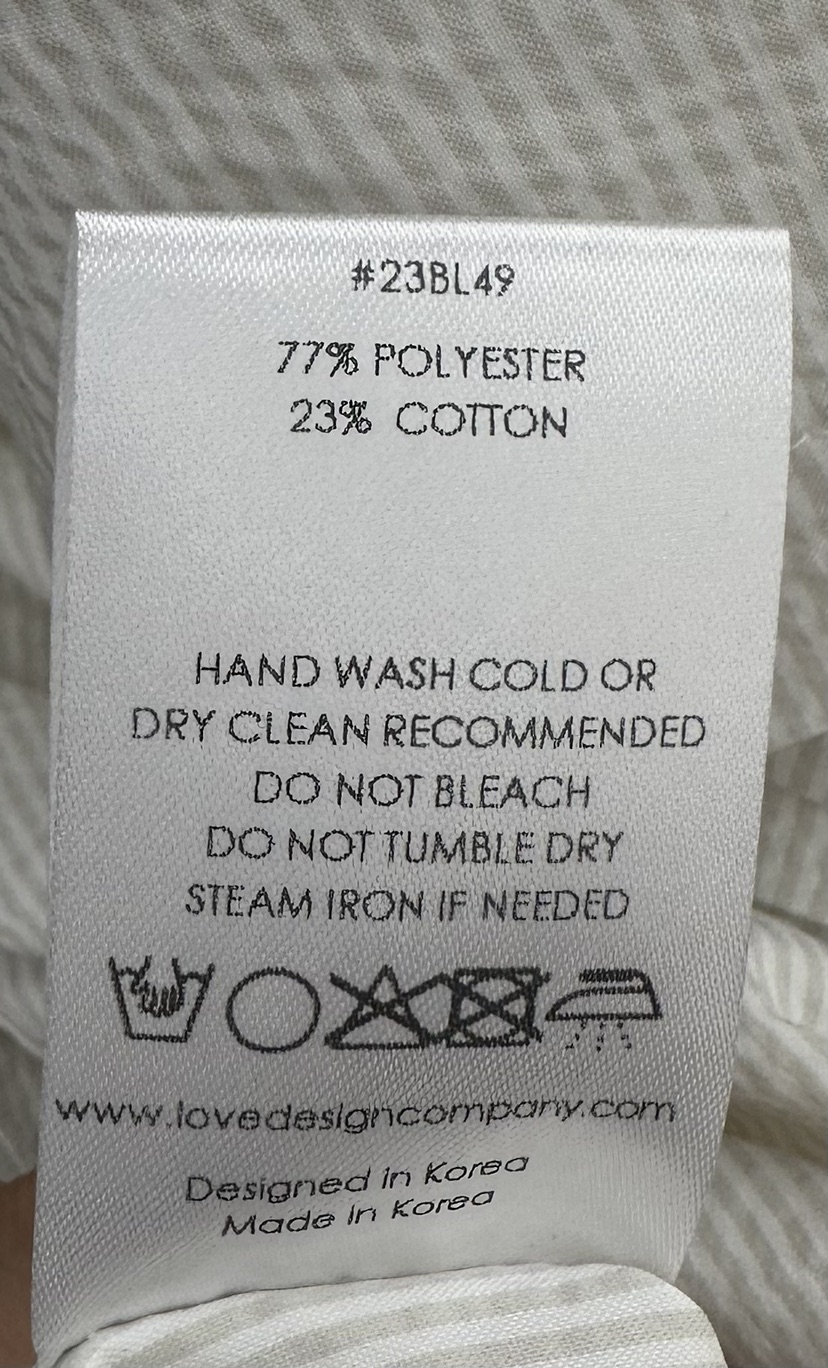 #23BL49
77% POLYESTER
23% COTTON
HAND WASH COLD OR
DRY CLEAN RECOMMENDED
DO NOT BLEACH
DO NOT TUMBLE DRY
STEAM IRON IF NEEDED
www.lovedesigncompany.com
Designed in Korea
Made in Korea